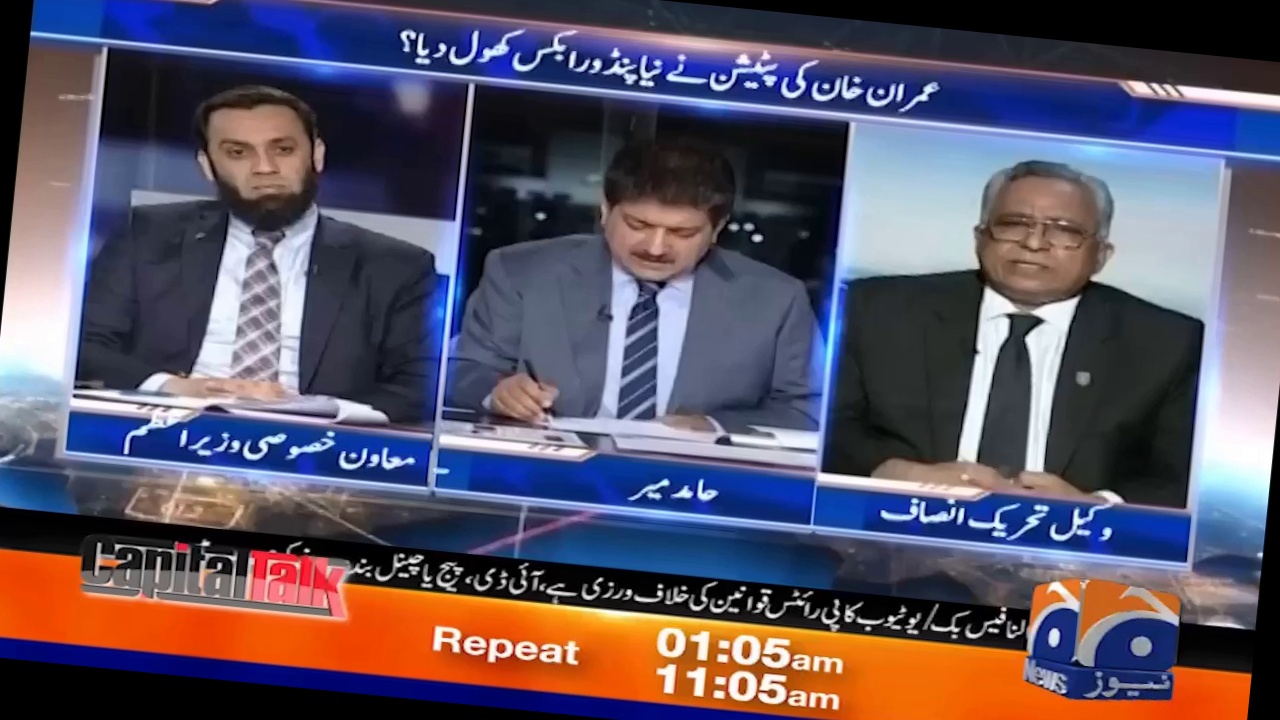 عمران خان کی پٹیشن نے نیا پنڈورا بکس کھول دیا؟
معاون خصوصی وزیراعظم
حامد میر
وکیل تحریک انصاف
Capital Talk
لنا فیس بک/یوٹیوب کاپی رائٹس قوانین کی خلاف ورزی ہے، آئی ڈی، پیج یا چینل بند
Repeat 01:05am
11:05am
News نیوز